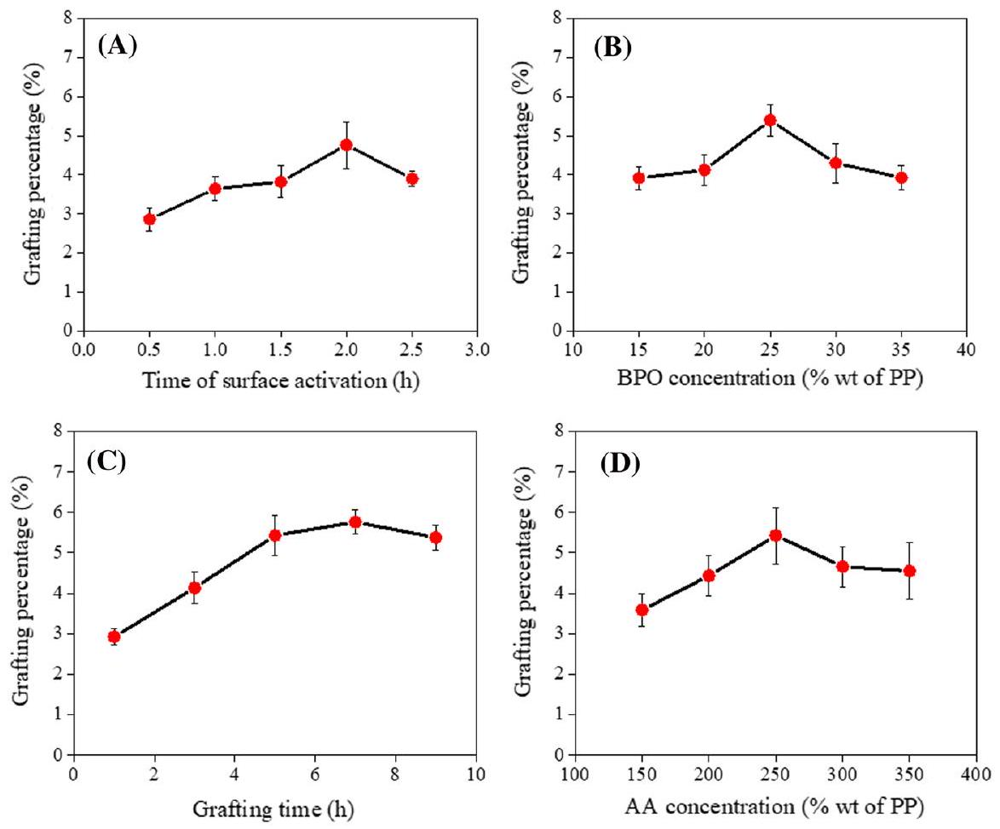 (A)
Grafting percentage (%)
8
7
6
5
4
3
2
1
0
0.0 0.5 1.0 1.5 2.0 2.5 3.0
Time of surface activation (h)
(B)
Grafting percentage (%)
8
7
6
5
4
3
2
1
0
10 15 20 25 30 35 40
BPO concentration (% wt of PP)
(C)
Grafting percentage (%)
8
7
6
5
4
3
2
1
0
0 2 4 6 8 10
Grafting time (h)
(D)
Grafting percentage (%)
8
7
6
5
4
3
2
1
0
100 150 200 250 300 350 400
AA concentration (% wt of PP)